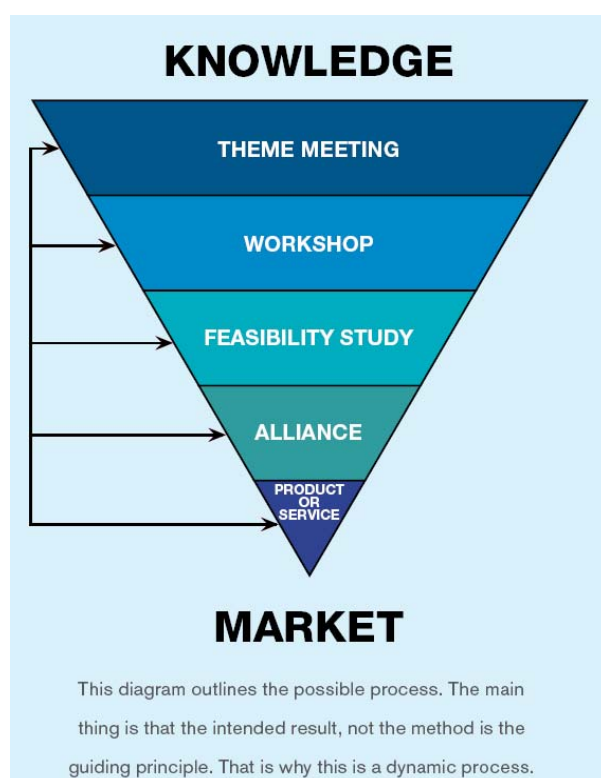 KNOWLEDGE
THEME MEETING
WORKSHOP
FEASIBILITY STUDY
ALLIANCE
PRODUCT
OR
SERVICE
MARKET
This diagram outlines the possible process. The main
thing is that the intended result, not the method is the
guiding principle. That is why this is a dynamic process.